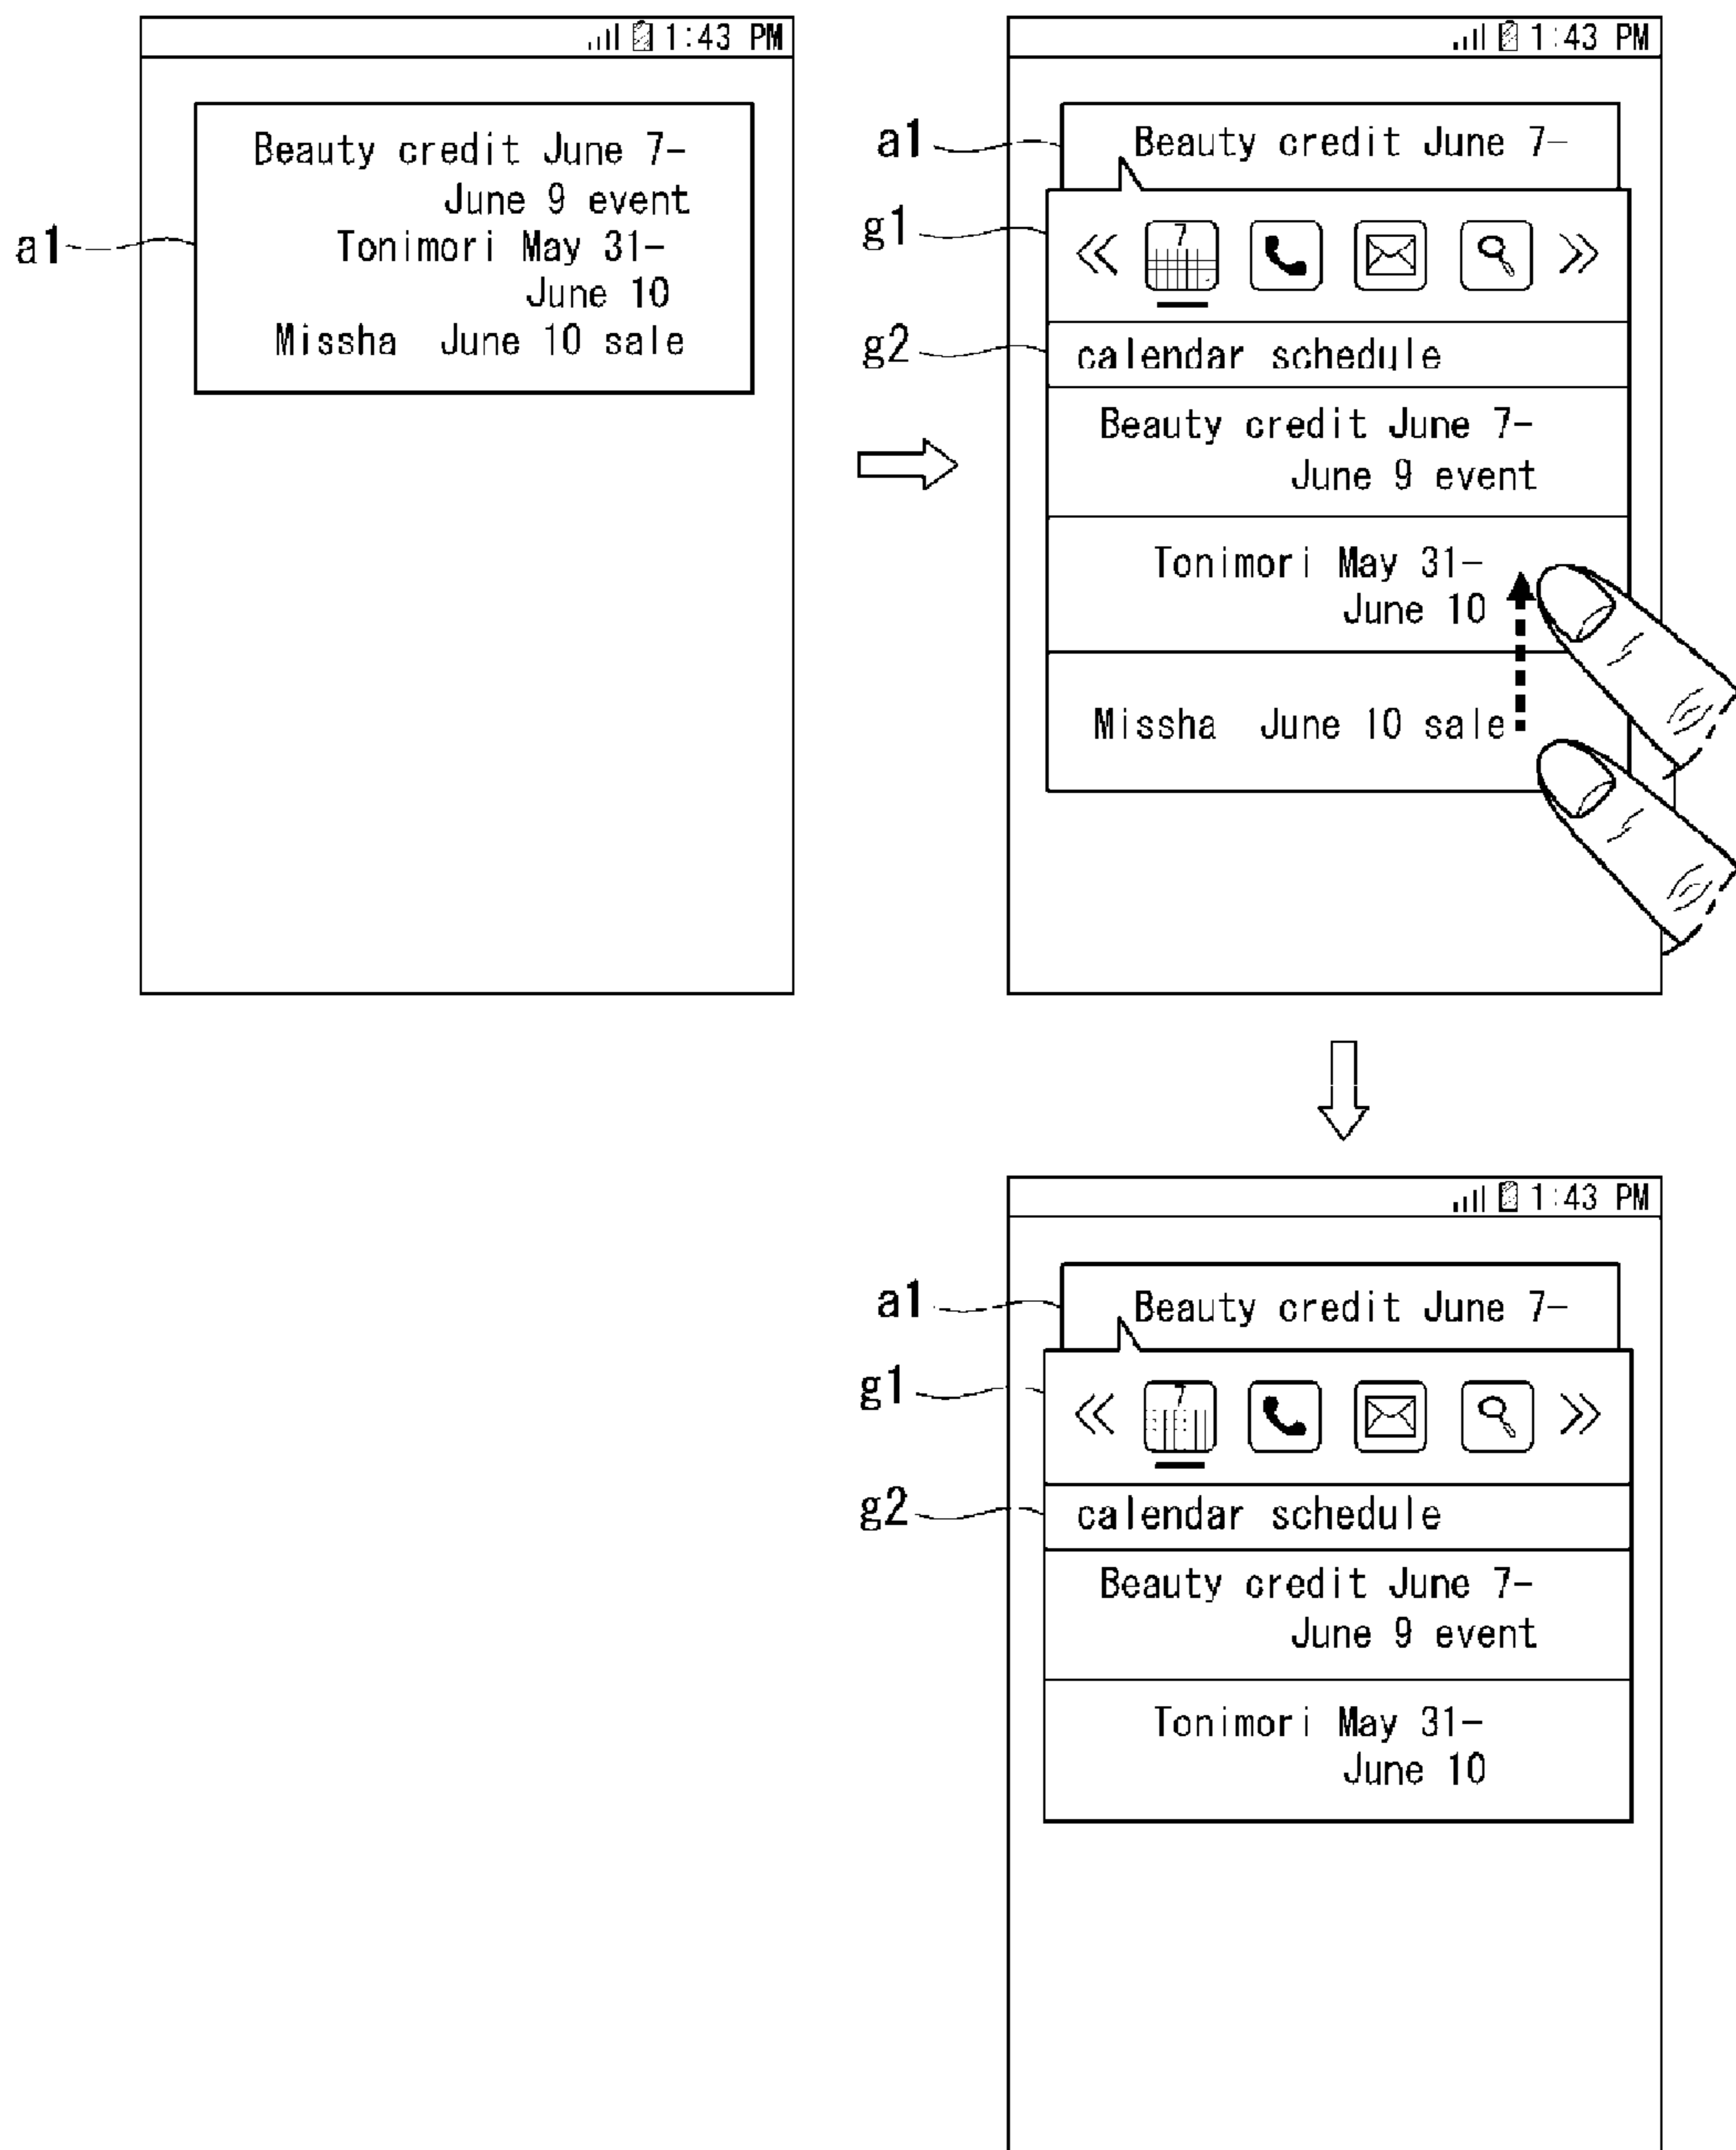 1:43 PM
Beauty credit June 7-
June 9 event
Tonimori May 31-
June 10
Missha June 10 sale
a1
1:43 PM
a1
Beauty credit June 7-
g1
7
g2
calendar schedule
Beauty credit June 7-
June 9 event
Tonimori May 31-
June 10
Missha June 10 sale
1:43 PM
a1
Beauty credit June 7-
g1
7
g2
calendar schedule
Beauty credit June 7-
June 9 event
Tonimori May 31-
June 10